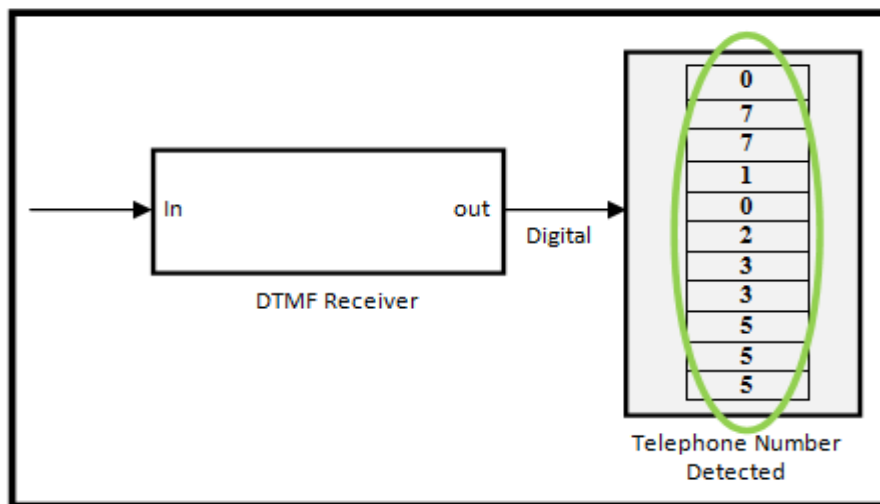 0
7
7
1
0
2
3
3
5
5
5
In
out
Digital
DTMF Receiver
Telephone Number
Detected